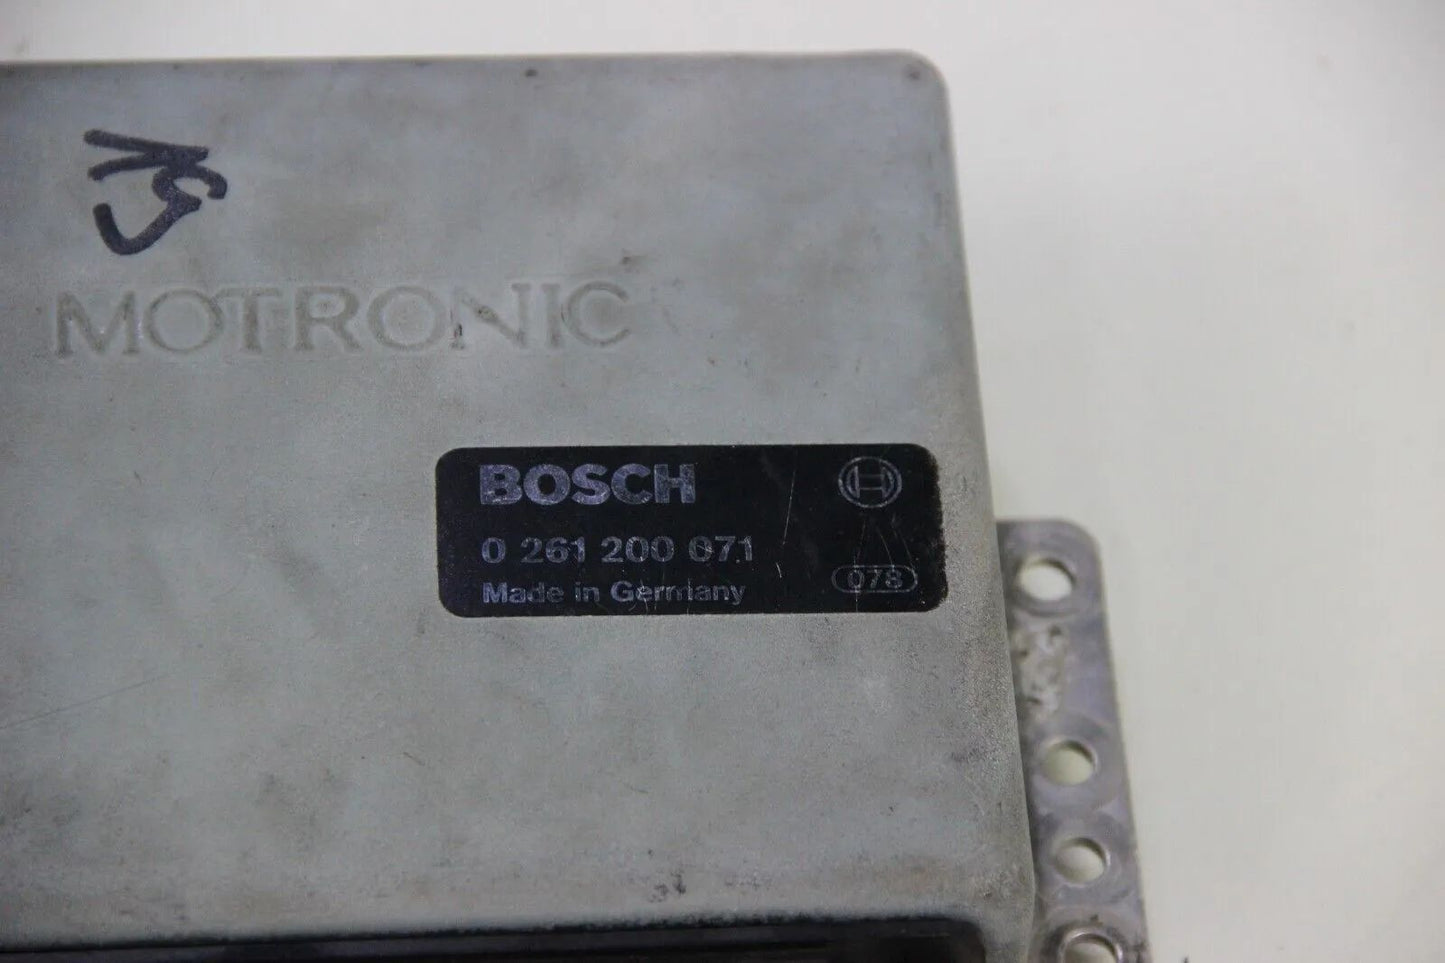 MOTRONIC
BOSCH
0 261 200 071
Made in Germany
078